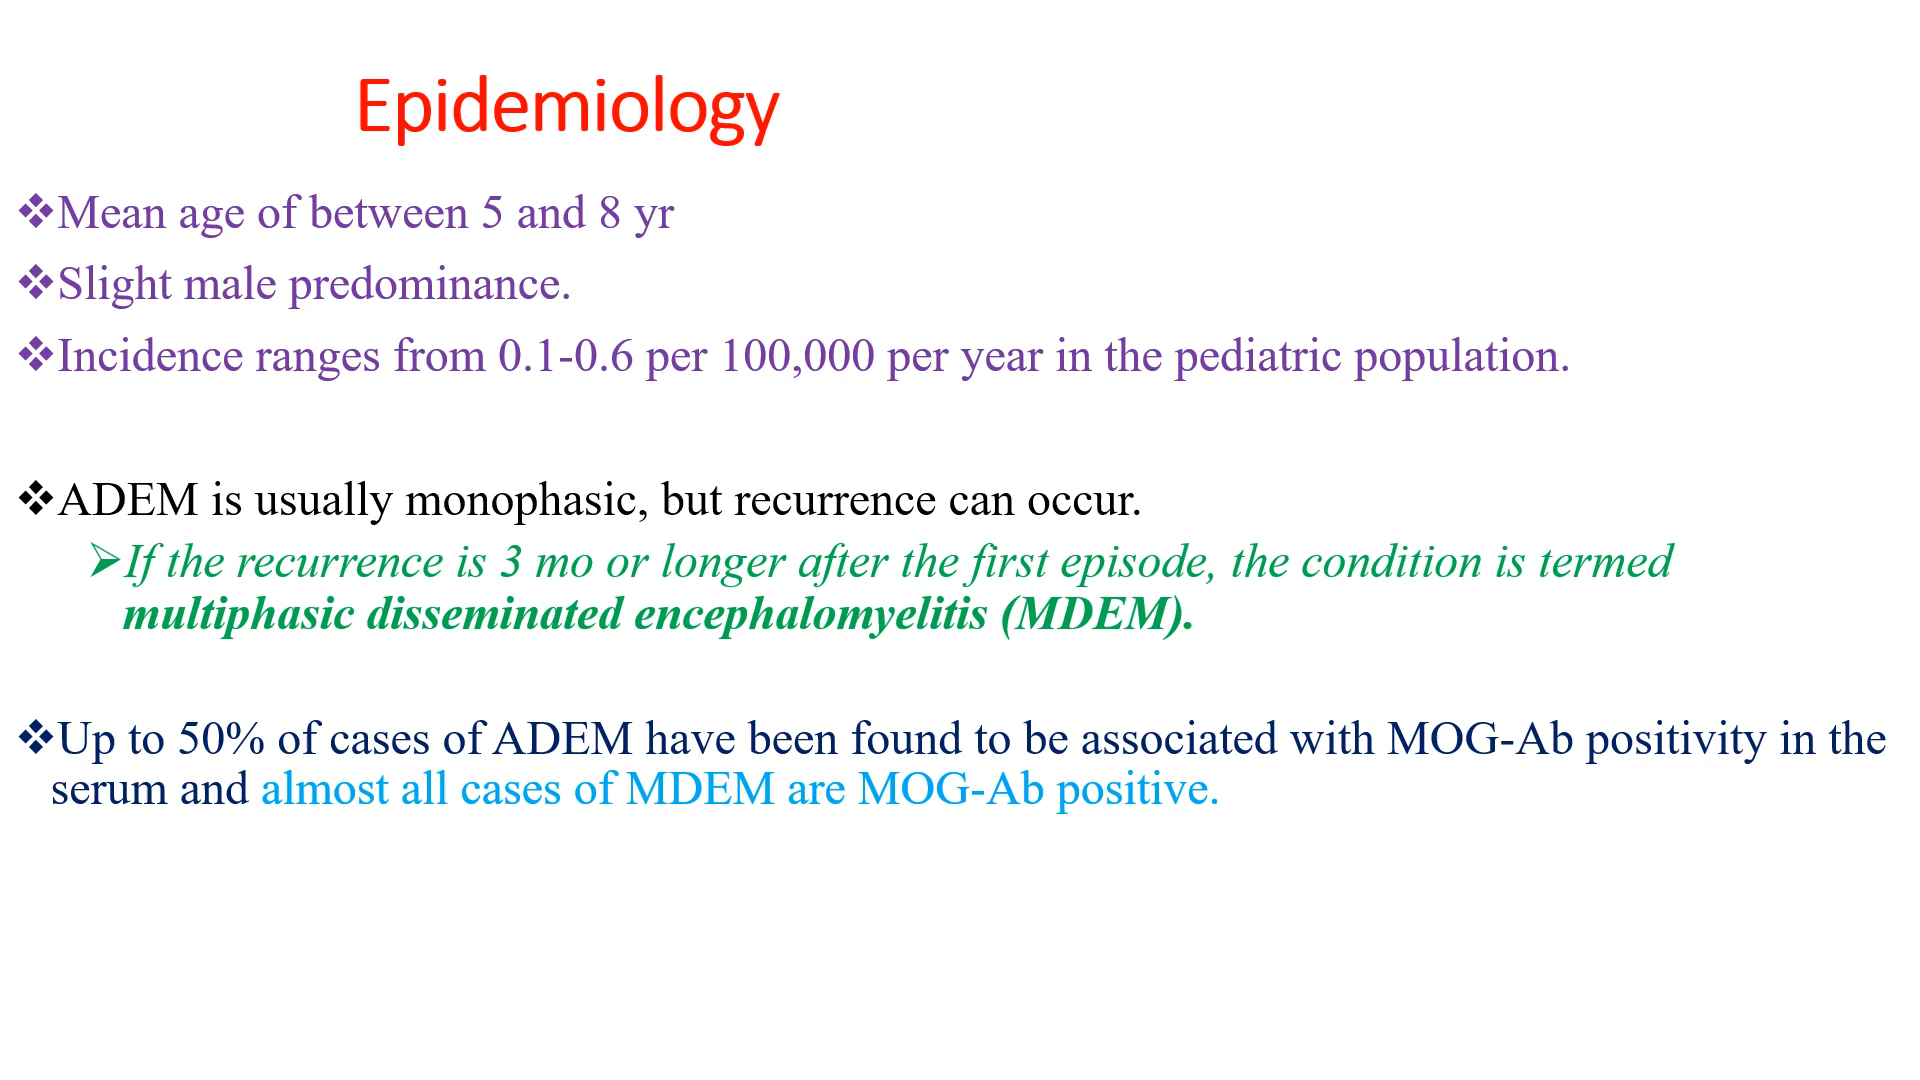 Epidemiology
❖Mean age of between 5 and 8 yr
❖Slight male predominance.
❖Incidence ranges from 0.1-0.6 per 100,000 per year in the pediatric population.
❖ADEM is usually monophasic, but recurrence can occur.
➢If the recurrence is 3 mo or longer after the first episode, the condition is termed
multiphasic disseminated encephalomyelitis (MDEM).
❖Up to 50% of cases of ADEM have been found to be associated with MOG-Ab positivity in the
serum and almost all cases of MDEM are MOG-Ab positive.